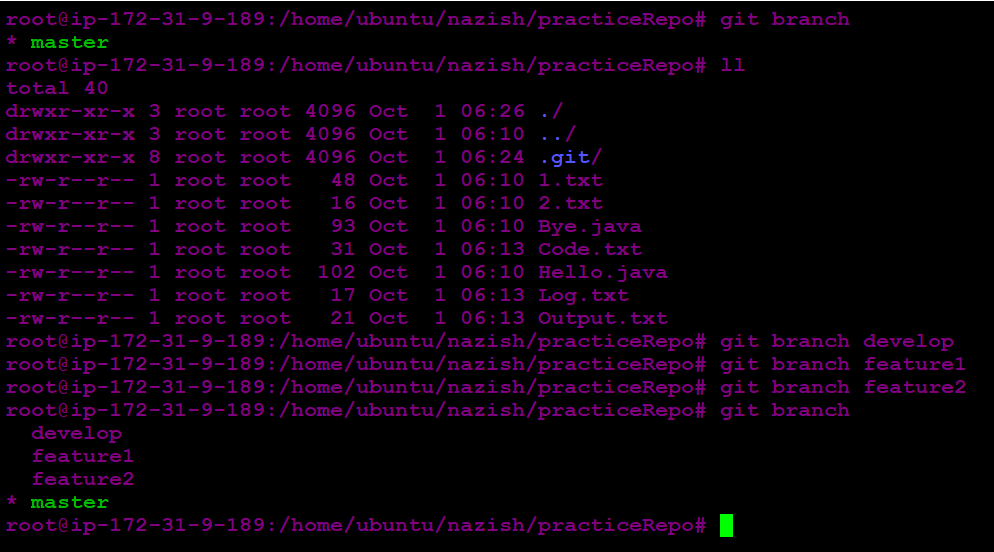 root@ip-172-31-9-189:/home/ubuntu/nazish/practiceRepo# git branch
* master
root@ip-172-31-9-189:/home/ubuntu/nazish/practiceRepo# ll
total 40
drwxr-xr-x 3 root root 4096 Oct  1 06:26 ./
drwxr-xr-x 3 root root 4096 Oct  1 06:10 ../
drwxr-xr-x 8 root root 4096 Oct  1 06:24 .git/
-rw-r--r-- 1 root root   48 Oct  1 06:10 1.txt
-rw-r--r-- 1 root root   16 Oct  1 06:10 2.txt
-rw-r--r-- 1 root root   93 Oct  1 06:10 Bye.java
-rw-r--r-- 1 root root   31 Oct  1 06:13 Code.txt
-rw-r--r-- 1 root root  102 Oct  1 06:10 Hello.java
-rw-r--r-- 1 root root   17 Oct  1 06:13 Log.txt
-rw-r--r-- 1 root root   21 Oct  1 06:13 Output.txt
root@ip-172-31-9-189:/home/ubuntu/nazish/practiceRepo# git branch develop
root@ip-172-31-9-189:/home/ubuntu/nazish/practiceRepo# git branch feature1
root@ip-172-31-9-189:/home/ubuntu/nazish/practiceRepo# git branch feature2
root@ip-172-31-9-189:/home/ubuntu/nazish/practiceRepo# git branch
  develop
  feature1
  feature2
* master
root@ip-172-31-9-189:/home/ubuntu/nazish/practiceRepo#